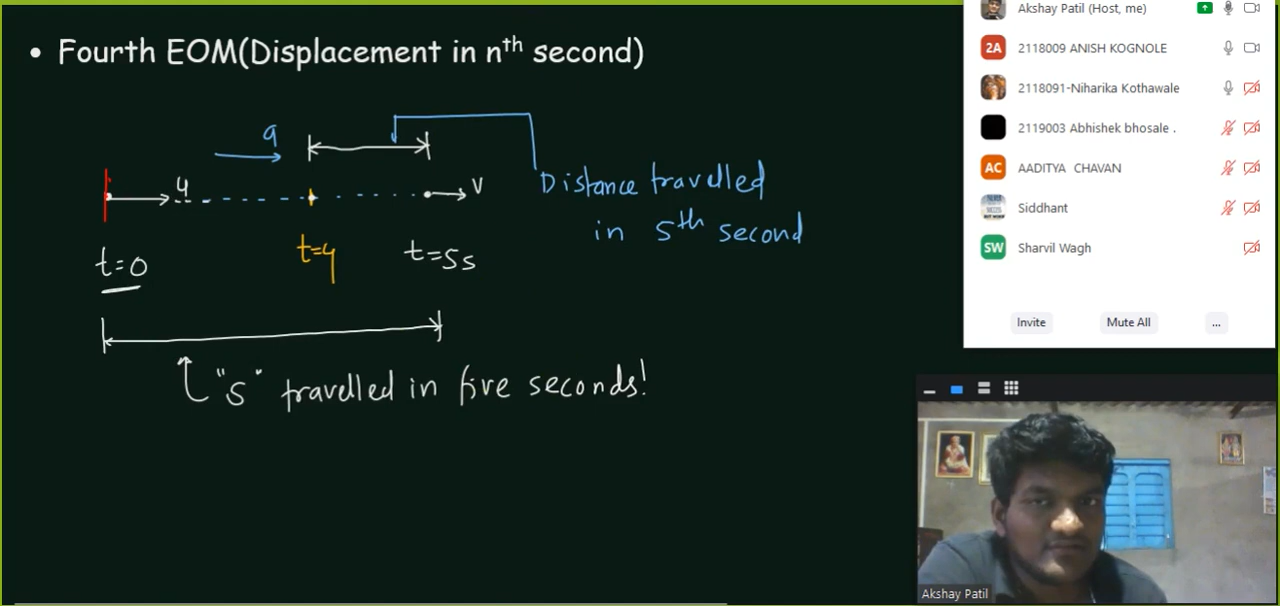 • Fourth EOM(Displacement in nth second)
a
u
v
Distance travelled
in 5th second
t=0
t=4
t=5s
"s" travelled in five seconds!
Akshay Patil (Host, me)
2A 2118009 ANISH KOGNOLE
2118091-Niharika Kothawale
2119003 Abhishek bhosale .
AC AADITYA CHAVAN
Siddhant
SW Sharvil Wagh
Invite Mute All ...
Akshay Patil